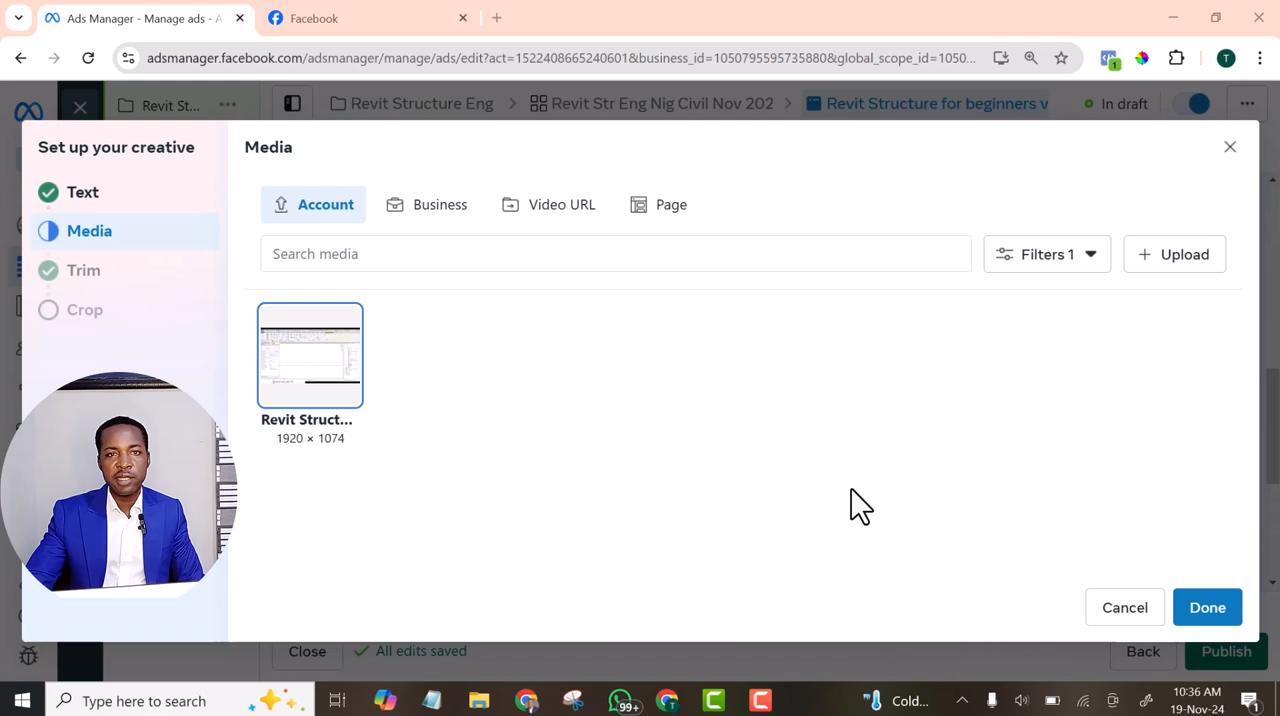 Ads Manager - Manage ads - A
Facebook
adsmanager.facebook.com/adsmanager/manage/ads/edit?act=1522408665240601&business_id=1050795595735880&global_scope_id=1050...
1
T
Revit St...
Revit Structure Eng
Revit Str Eng Nig Civil Nov 202
Revit Structure for beginners v
In draft
Set up your creative
Text
Media
Trim
Crop
Media
Account
Business
Video URL
Page
Search media
Filters 1
Upload
Revit Struct...
1920 × 1074
Cancel
Done
Close
All edits saved
Back
Publish
Type here to search
99+
T
Cold...
10:36 AM
19-Nov-24
1